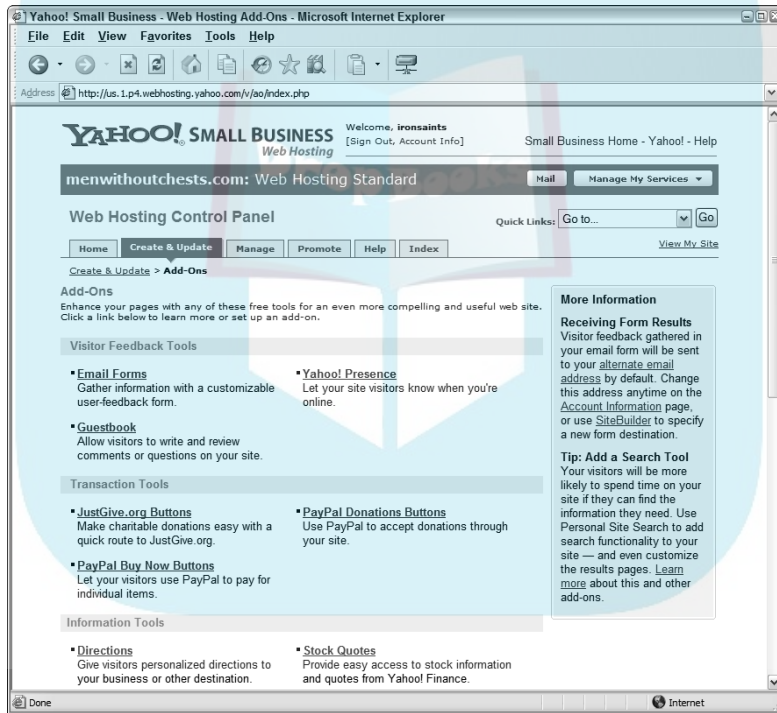 Yahoo! Small Business - Web Hosting Add-Ons - Microsoft Internet Explorer
File Edit View Favorites Tools Help
Address http://us.1.p4.webhosting.yahoo.com/v/ao/index.php
YAHOO! SMALL BUSINESS
Web Hosting
Welcome, ironsaints
[Sign Out, Account Info]
Small Business Home - Yahoo! - Help
menwithoutchests.com: Web Hosting Standard
Mail
Manage My Services
Web Hosting Control Panel
Quick Links: Go to... Go
Home Create & Update Manage Promote Help Index
View My Site
Create & Update > Add-Ons
Add-Ons
Enhance your pages with any of these free tools for an even more compelling and useful web site.
Click a link below to learn more or set up an add-on.
Visitor Feedback Tools
Email Forms
Gather information with a customizable
user-feedback form.
Yahoo! Presence
Let your site visitors know when you're
online.
Guestbook
Allow visitors to write and review
comments or questions on your site.
Transaction Tools
JustGive.org Buttons
Make charitable donations easy with a
quick route to JustGive.org.
PayPal Donations Buttons
Use PayPal to accept donations through
your site.
PayPal Buy Now Buttons
Let your visitors use PayPal to pay for
individual items.
Information Tools
Directions
Give visitors personalized directions to
your business or other destination.
Stock Quotes
Provide easy access to stock information
and quotes from Yahoo! Finance.
More Information
Receiving Form Results
Visitor feedback gathered in
your email form will be sent
to your alternate email
address by default. Change
this address anytime on the
Account Information page,
or use SiteBuilder to specify
a new form destination.
Tip: Add a Search Tool
Your visitors will be more
likely to spend time on your
site if they can find the
information they need. Use
Personal Site Search to add
search functionality to your
site — and even customize
the results pages. Learn
more about this and other
add-ons.
Done
Internet